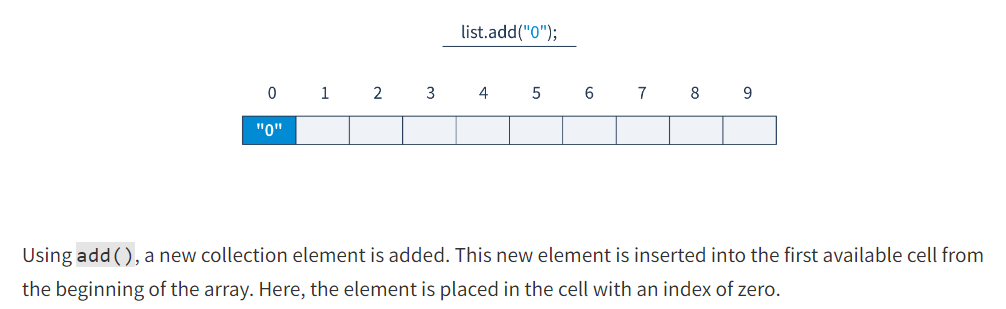 list.add("0");
0 1 2 3 4 5 6 7 8 9
"0"
Using add(), a new collection element is added. This new element is inserted into the first available cell from
the beginning of the array. Here, the element is placed in the cell with an index of zero.